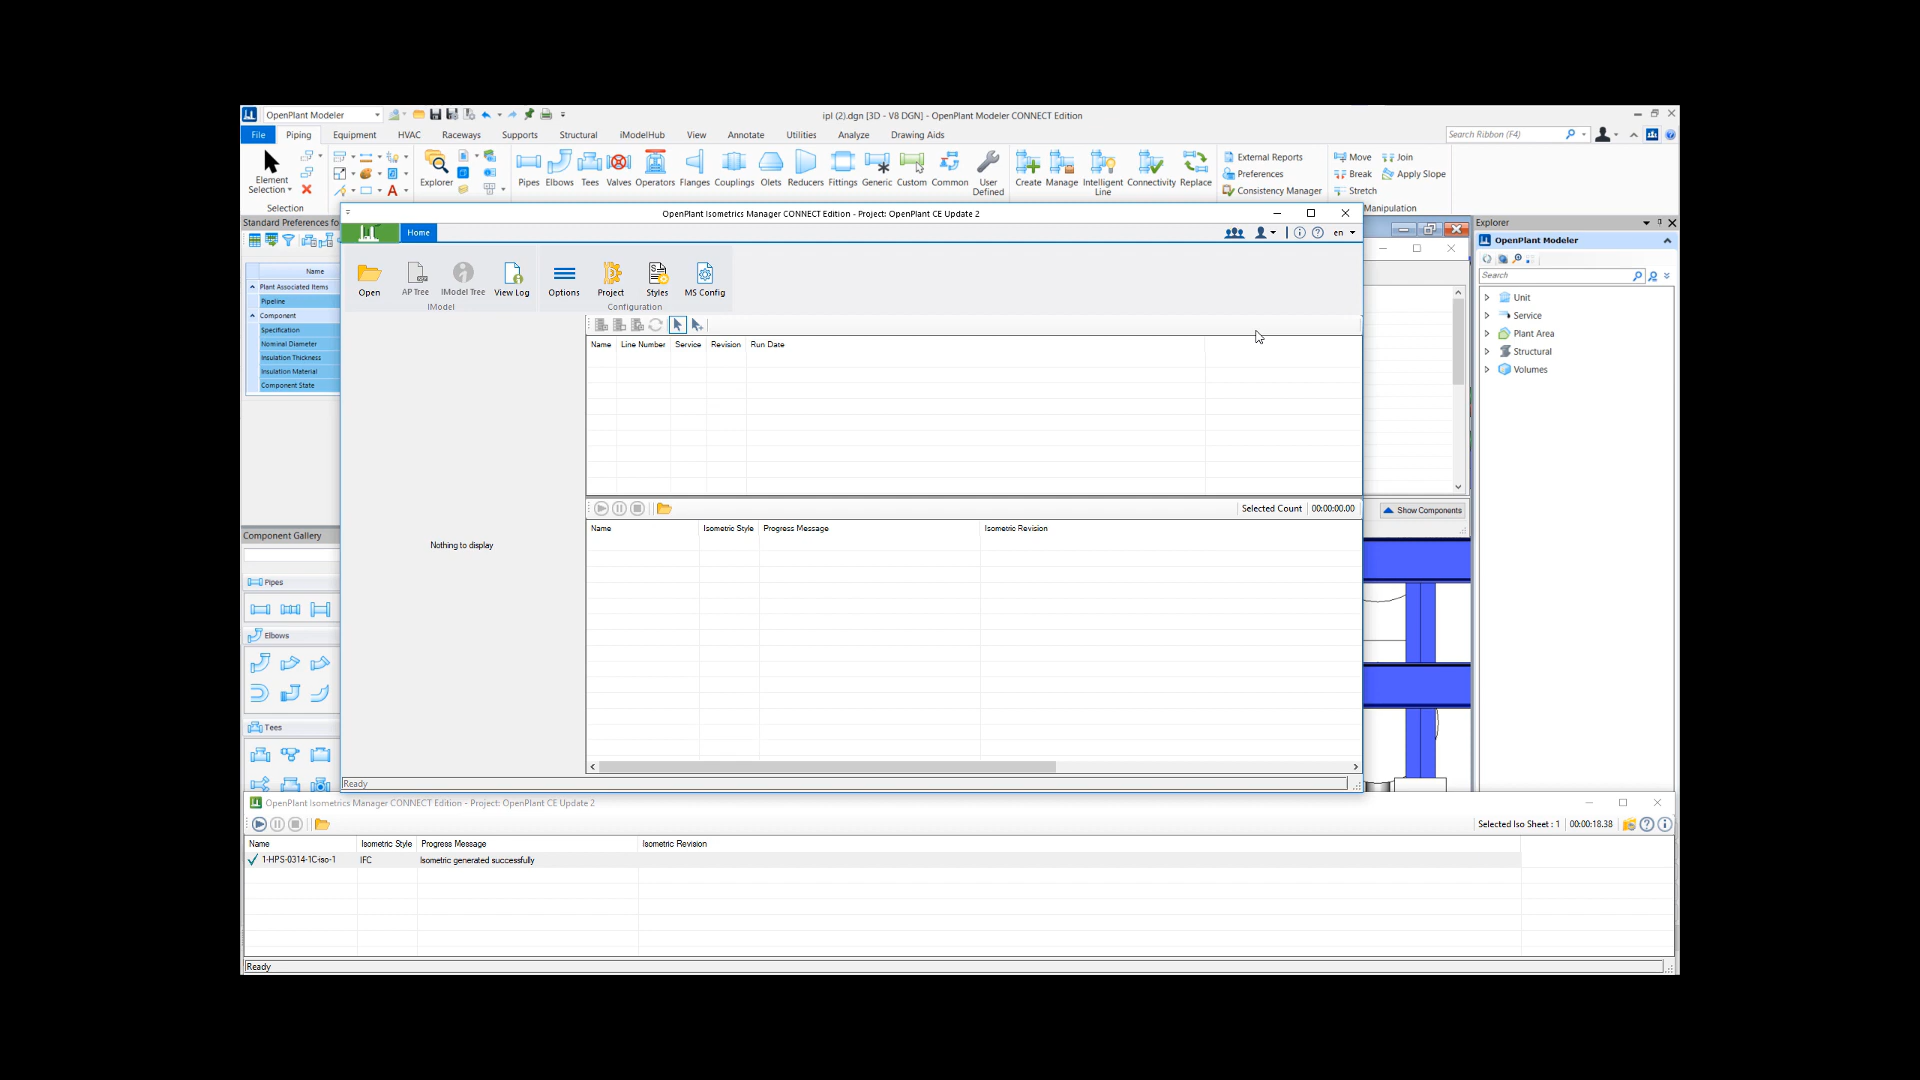 OpenPlant Modeler
ipl (2).dgn [3D - V8 DGN] - OpenPlant Modeler CONNECT Edition
File Piping Equipment HVAC Raceways Supports Structural iModelHub View Annotate Utilities Analyze Drawing Aids
Search Ribbon (F4)
Element Selection
Explorer
Pipes Elbows Tees Valves Operators Flanges Couplings Olets Reducers Fittings Generic Custom Common User Defined
Create Manage Intelligent Line Connectivity Replace
External Reports
Preferences
Consistency Manager
Move Join
Break Apply Slope
Stretch
Selection
Manipulation
Standard Preferences fo
Name
Plant Associated Items
Pipeline
Component
Specification
Nominal Diameter
Insulation Thickness
Insulation Material
Component State
Component Gallery
Pipes
Elbows
Tees
OpenPlant Isometrics Manager CONNECT Edition - Project: OpenPlant CE Update 2
Home
en
Open AP Tree IModel Tree View Log Options Project Styles MS Config
IModel Configuration
Name Line Number Service Revision Run Date
Selected Count 00:00:00.00
Name Isometric Style Progress Message Isometric Revision
Nothing to display
Ready
Show Components
Explorer
OpenPlant Modeler
Search
Unit
Service
Plant Area
Structural
Volumes
OpenPlant Isometrics Manager CONNECT Edition - Project: OpenPlant CE Update 2
Selected Iso Sheet : 1 00:00:18.38
Name Isometric Style Progress Message Isometric Revision
1-HPS-0314-1C-iso-1 IFC Isometric generated successfully
Ready